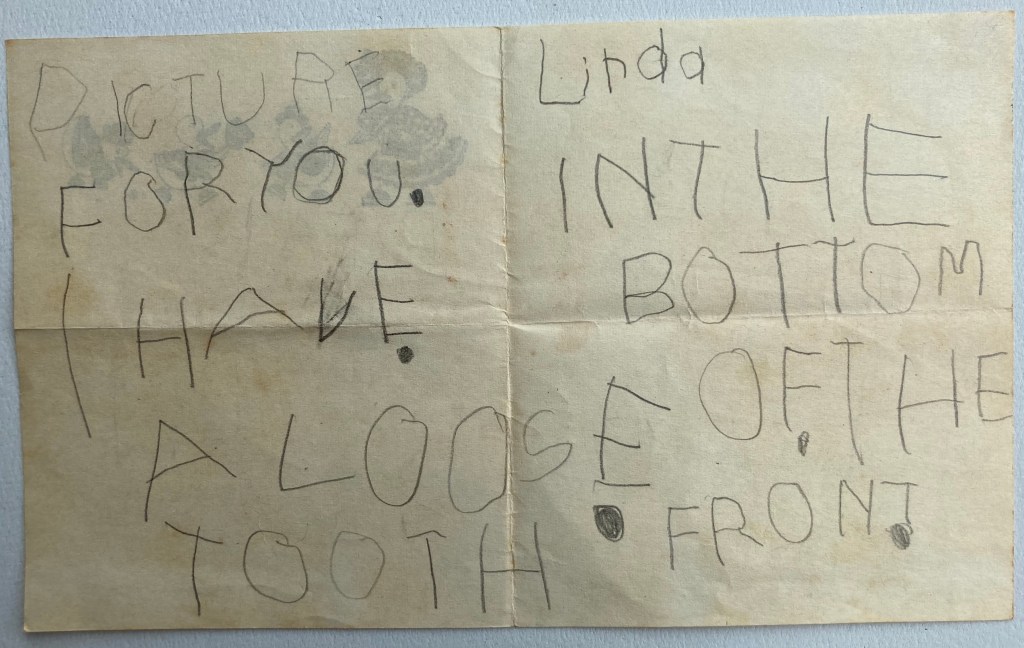 PICTURE
FOR YOU.
I HAVE.
A LOOSE.
TOOTH
Linda
IN THE
BOTTOM
OF. THE
FRONT.